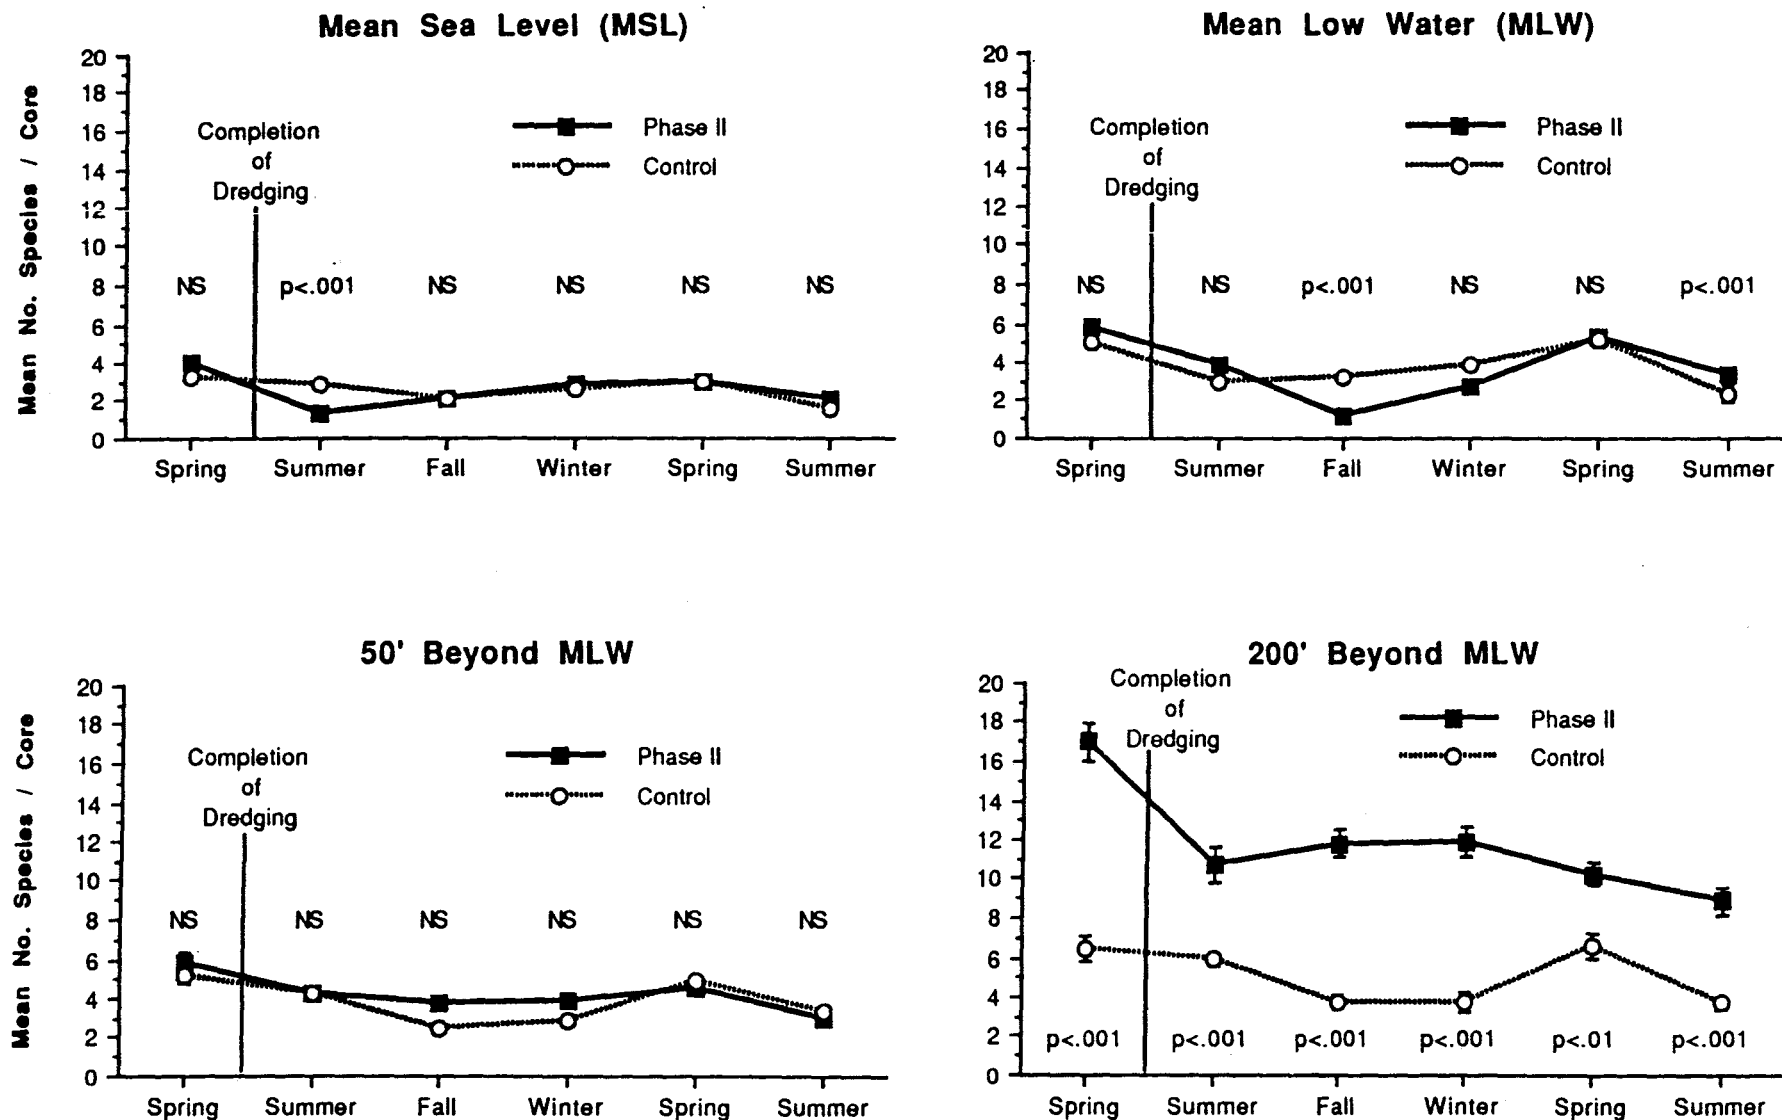 Mean Sea Level (MSL)
Mean No. Species / Core
20
18
16
14
12
10
8
6
4
2
0
Completion
of
Dredging
Phase II
Control
NS p<.001 NS NS NS NS
Spring Summer Fall Winter Spring Summer
Mean Low Water (MLW)
20
18
16
14
12
10
8
6
4
2
0
Completion
of
Dredging
Phase II
Control
NS NS p<.001 NS NS p<.001
Spring Summer Fall Winter Spring Summer
50' Beyond MLW
Mean No. Species / Core
20
18
16
14
12
10
8
6
4
2
0
Completion
of
Dredging
Phase II
Control
NS NS NS NS NS NS
Spring Summer Fall Winter Spring Summer
200' Beyond MLW
20
18
16
14
12
10
8
6
4
2
0
Completion
of
Dredging
Phase II
Control
p<.001 p<.001 p<.001 p<.001 p<.01 p<.001
Spring Summer Fall Winter Spring Summer